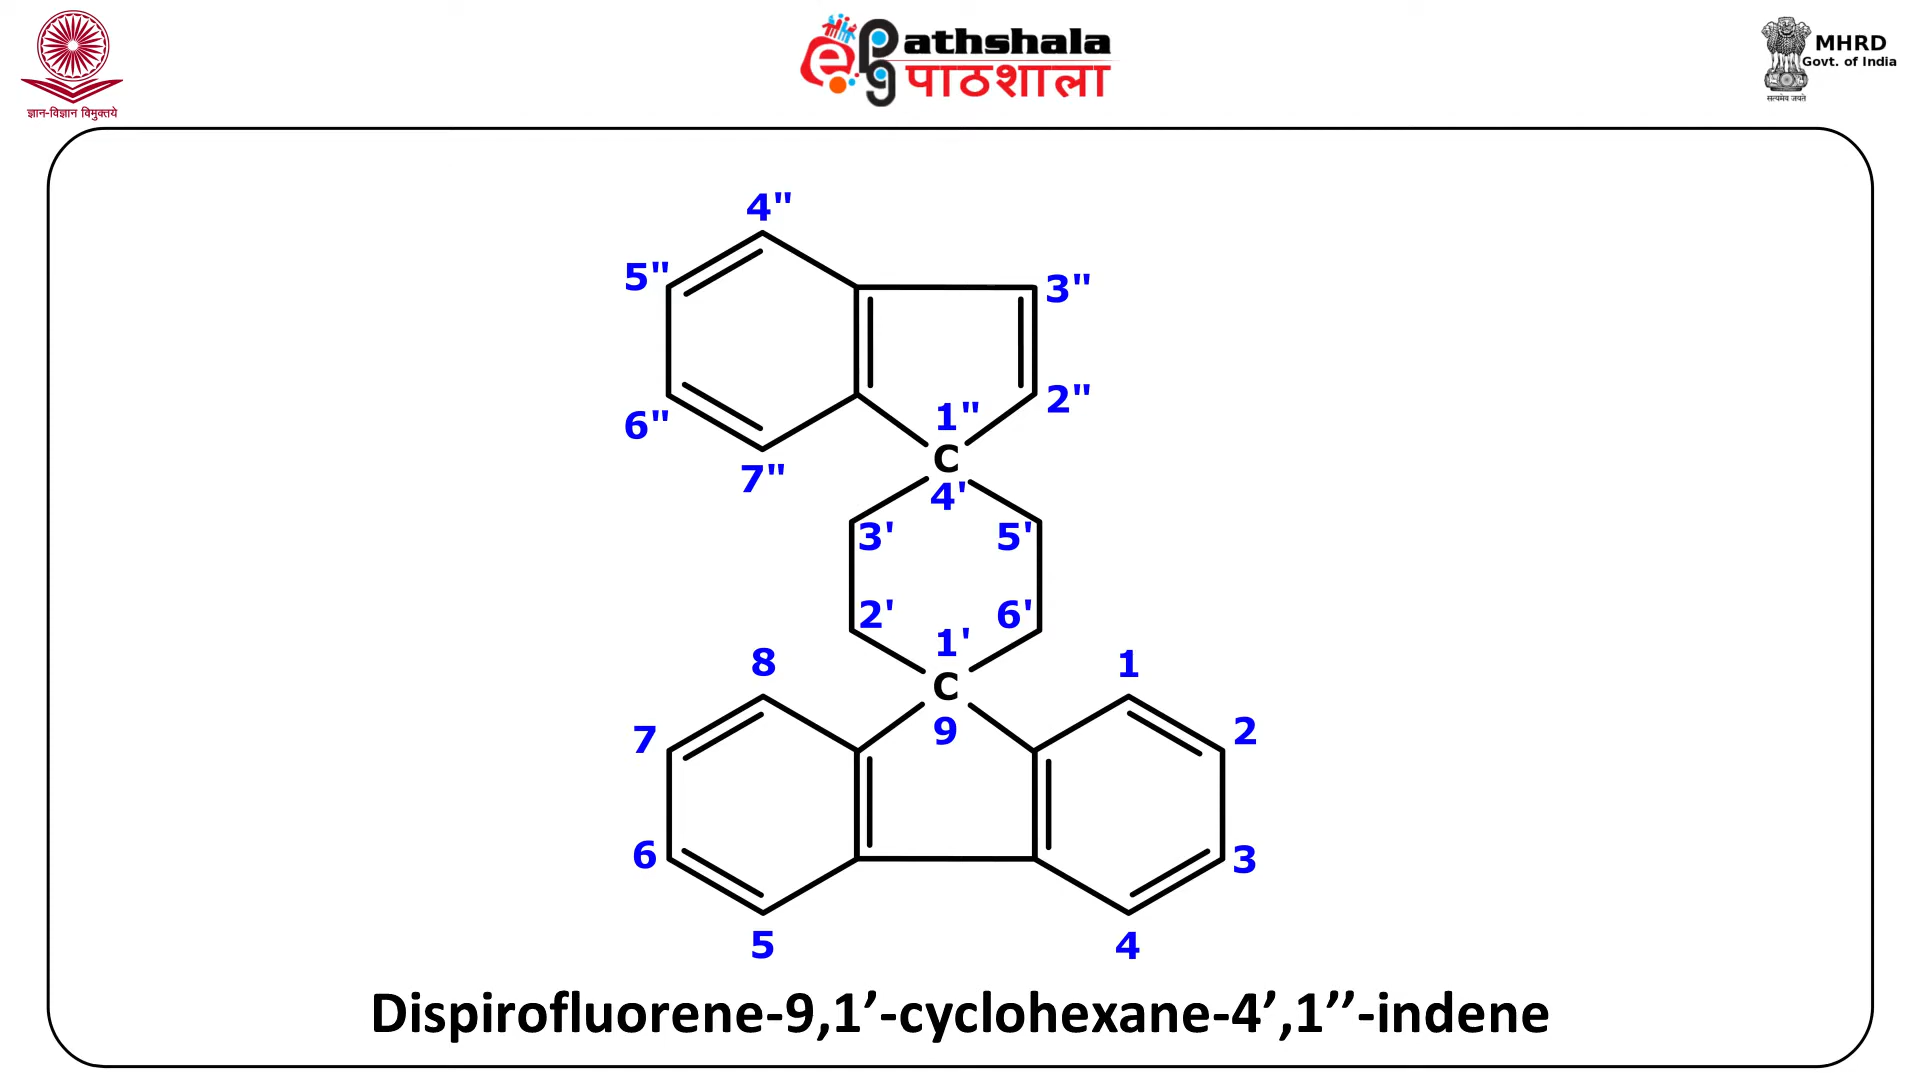 ज्ञान-विज्ञान विमुक्तये
ePGathshala
पाठशाला
MHRD
Govt. of India
सत्यमेव जयते
4"
5"
3"
6"
1"
2"
7"
C
4'
3'
5'
2'
6'
1'
8
C
1
7
9
2
6
3
5
4
Dispirofluorene-9,1’-cyclohexane-4’,1’’-indene